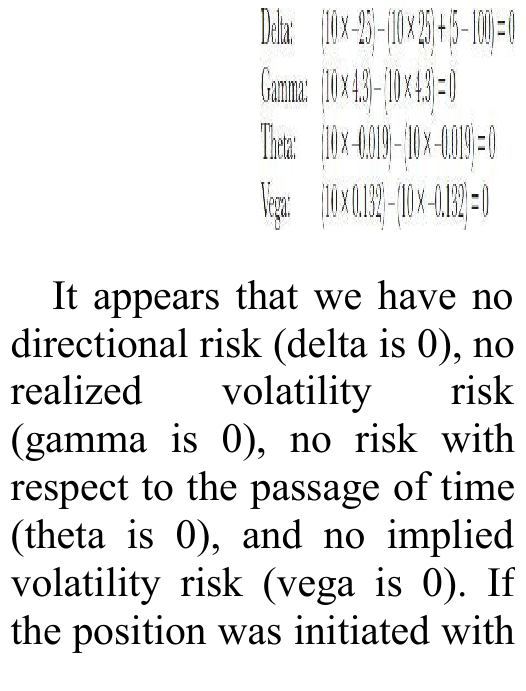 Delta: (10 × –25) – (10 × 25) + (5 – 100) = 0
Gamma: (10 × 4.3) – (10 × 4.3) = 0
Theta: (10 × –0.019) – (10 × –0.019) = 0
Vega: (10 × 0.132) – (10 × –0.132) = 0
It appears that we have no
directional risk (delta is 0), no
realized volatility risk
(gamma is 0), no risk with
respect to the passage of time
(theta is 0), and no implied
volatility risk (vega is 0). If
the position was initiated with